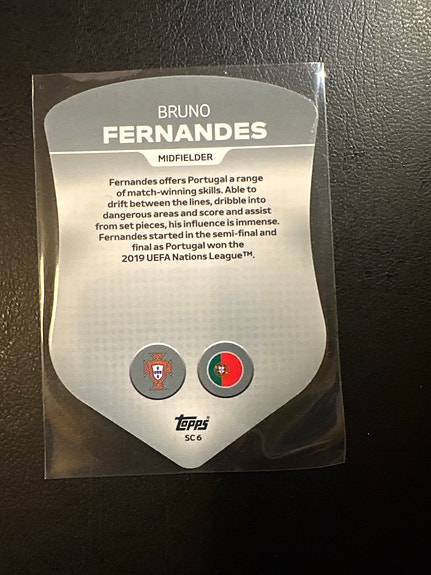 BRUNO
FERNANDES
MIDFIELDER
Fernandes offers Portugal a range
of match-winning skills. Able to
drift between the lines, dribble into
dangerous areas and score and assist
from set pieces, his influence is immense.
Fernandes started in the semi-final and
final as Portugal won the
2019 UEFA Nations League™.
Topps®
SC 6